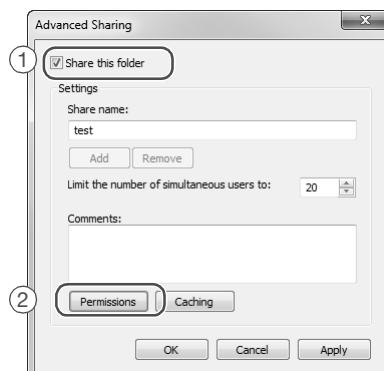 Advanced Sharing
x
1
Share this folder
Settings
Share name:
test
Add Remove
Limit the number of simultaneous users to: 20
Comments:
2
Permissions Caching
OK Cancel Apply